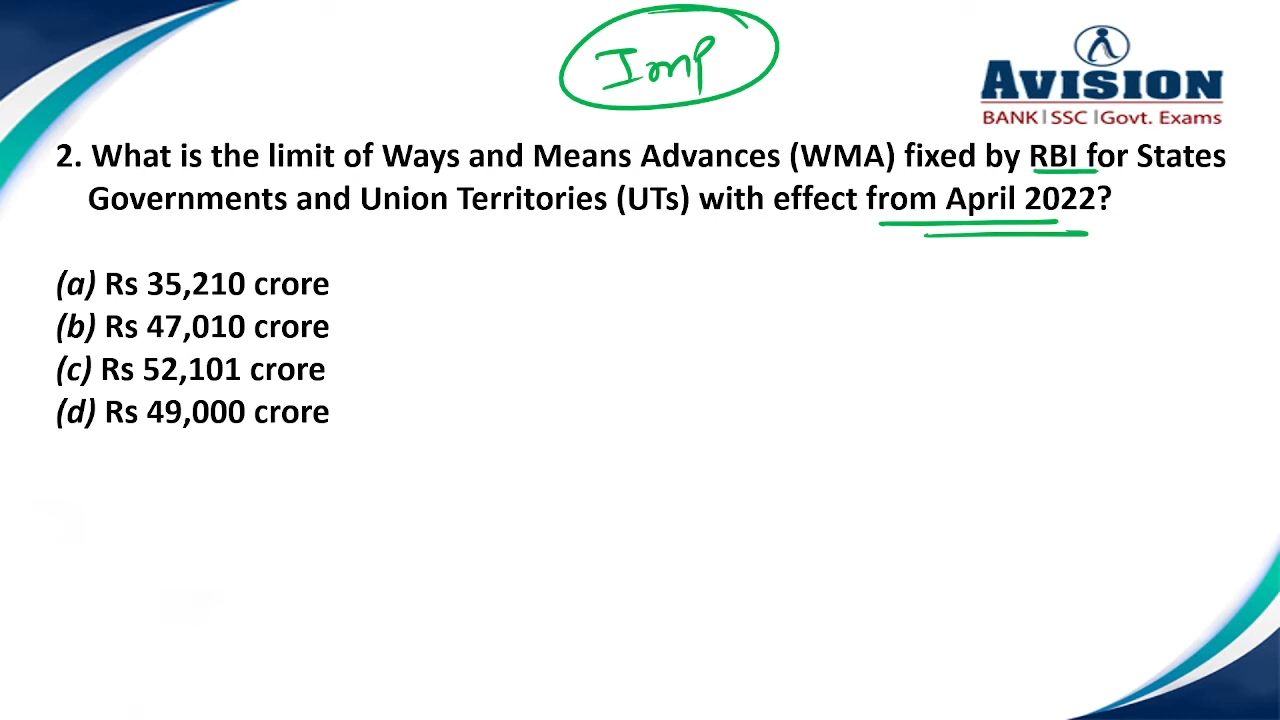 Imp
AVISION
BANK|SSC|Govt. Exams
2. What is the limit of Ways and Means Advances (WMA) fixed by RBI for States
Governments and Union Territories (UTs) with effect from April 2022?
(a) Rs 35,210 crore
(b) Rs 47,010 crore
(c) Rs 52,101 crore
(d) Rs 49,000 crore